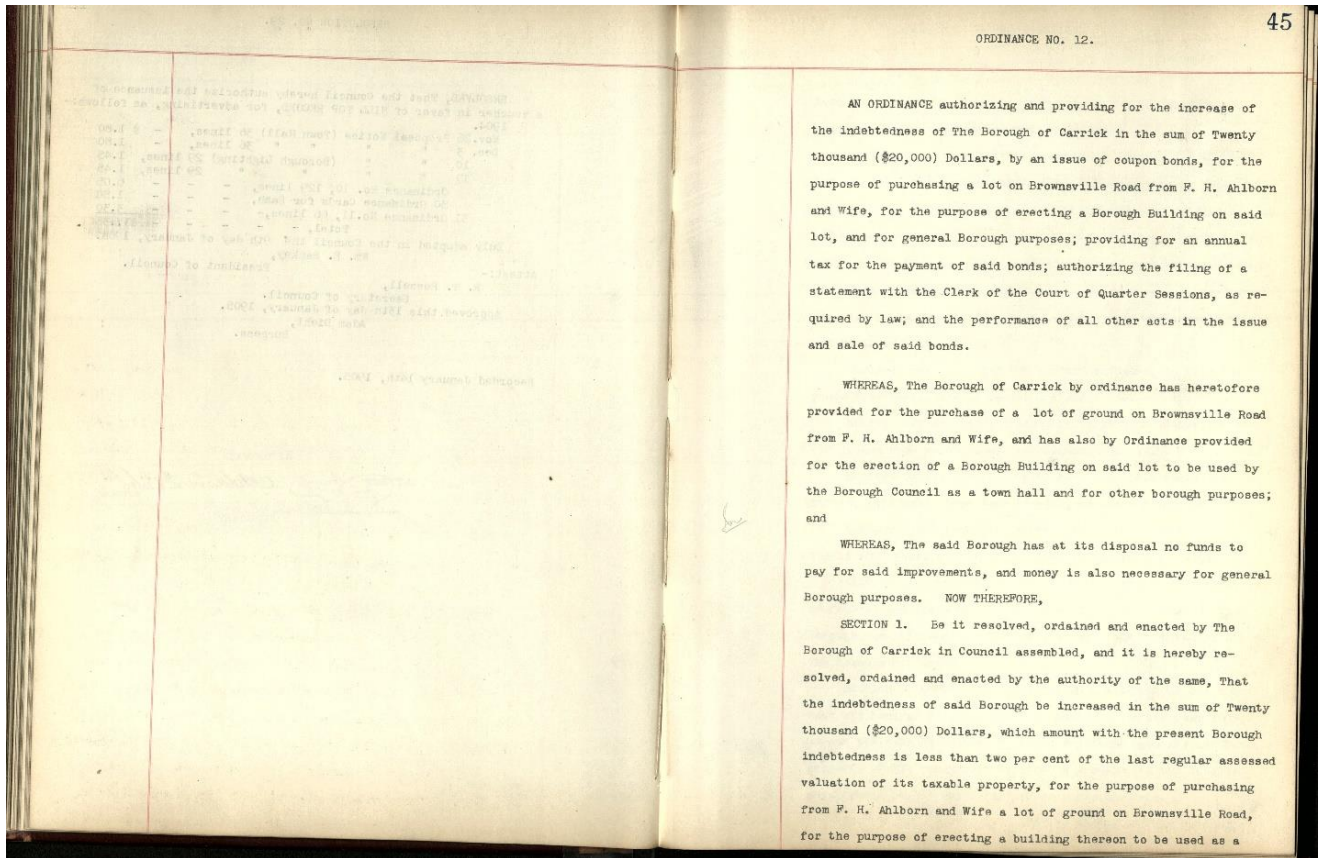 45
ORDINANCE NO. 12.
AN ORDINANCE authorizing and providing for the increase of
the indebtedness of The Borough of Carrick in the sum of Twenty
thousand ($20,000) Dollars, by an issue of coupon bonds, for the
purpose of purchasing a lot on Brownsville Road from F. H. Ahlborn
and Wife, for the purpose of erecting a Borough Building on said
lot, and for general Borough purposes; providing for an annual
tax for the payment of said bonds; authorizing the filing of a
statement with the Clerk of the Court of Quarter Sessions, as re-
quired by law; and the performance of all other acts in the issue
and sale of said bonds.
WHEREAS, The Borough of Carrick by ordinance has heretofore
provided for the purchase of a lot of ground on Brownsville Road
from F. H. Ahlborn and Wife, and has also by Ordinance provided
for the erection of a Borough Building on said lot to be used by
the Borough Council as a town hall and for other borough purposes;
and
WHEREAS, The said Borough has at its disposal no funds to
pay for said improvements, and money is also necessary for general
Borough purposes. NOW THEREFORE,
SECTION 1. Be it resolved, ordained and enacted by The
Borough of Carrick in Council assembled, and it is hereby re-
solved, ordained and enacted by the authority of the same, That
the indebtedness of said Borough be increased in the sum of Twenty
thousand ($20,000) Dollars, which amount with the present Borough
indebtedness is less than two per cent of the last regular assessed
valuation of its taxable property, for the purpose of purchasing
from F. H. Ahlborn and Wife a lot of ground on Brownsville Road,
for the purpose of erecting a building thereon to be used as a